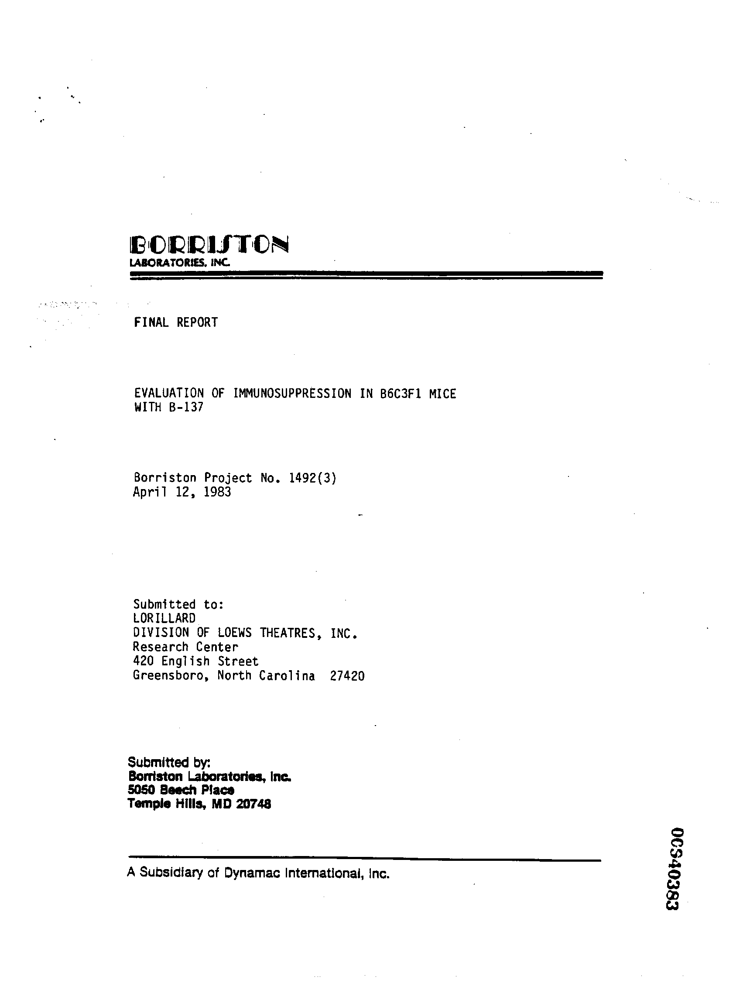 BORRISTON
LABORATORIES, INC.
FINAL REPORT
EVALUATION OF IMMUNOSUPPRESSION IN B6C3F1 MICE
WITH B-137
Borriston Project No. 1492(3)
April 12, 1983
Submitted to:
LORILLARD
DIVISION OF LOEWS THEATRES, INC.
Research Center
420 English Street
Greensboro, North Carolina 27420
Submitted by:
Borriston Laboratories, Inc.
5050 Beech Place
Temple Hills, MD 20748
A Subsidiary of Dynamac International, Inc.
00940383